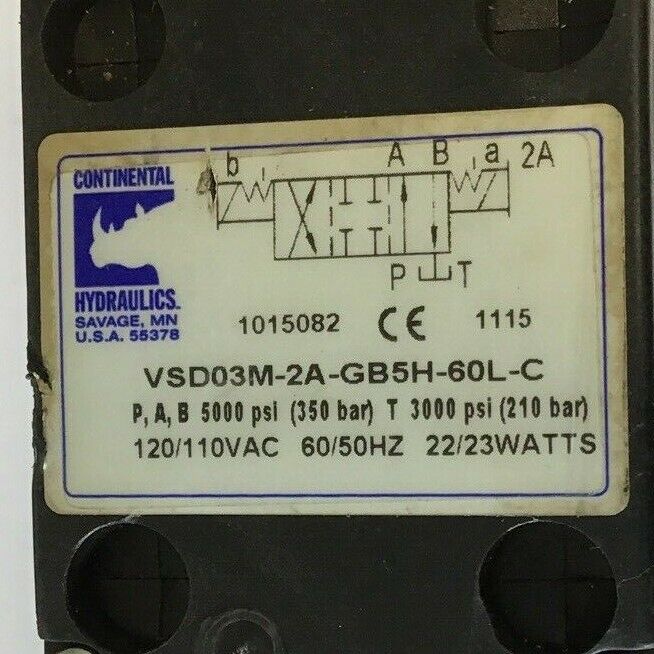 b A B a 2A
CONTINENTAL
HYDRAULICS.
SAVAGE, MN
U.S.A. 55378
P T
1015082 CE 1115
VSD03M-2A-GB5H-60L-C
P, A, B 5000 psi (350 bar) T 3000 psi (210 bar)
120/110VAC 60/50HZ 22/23WATTS